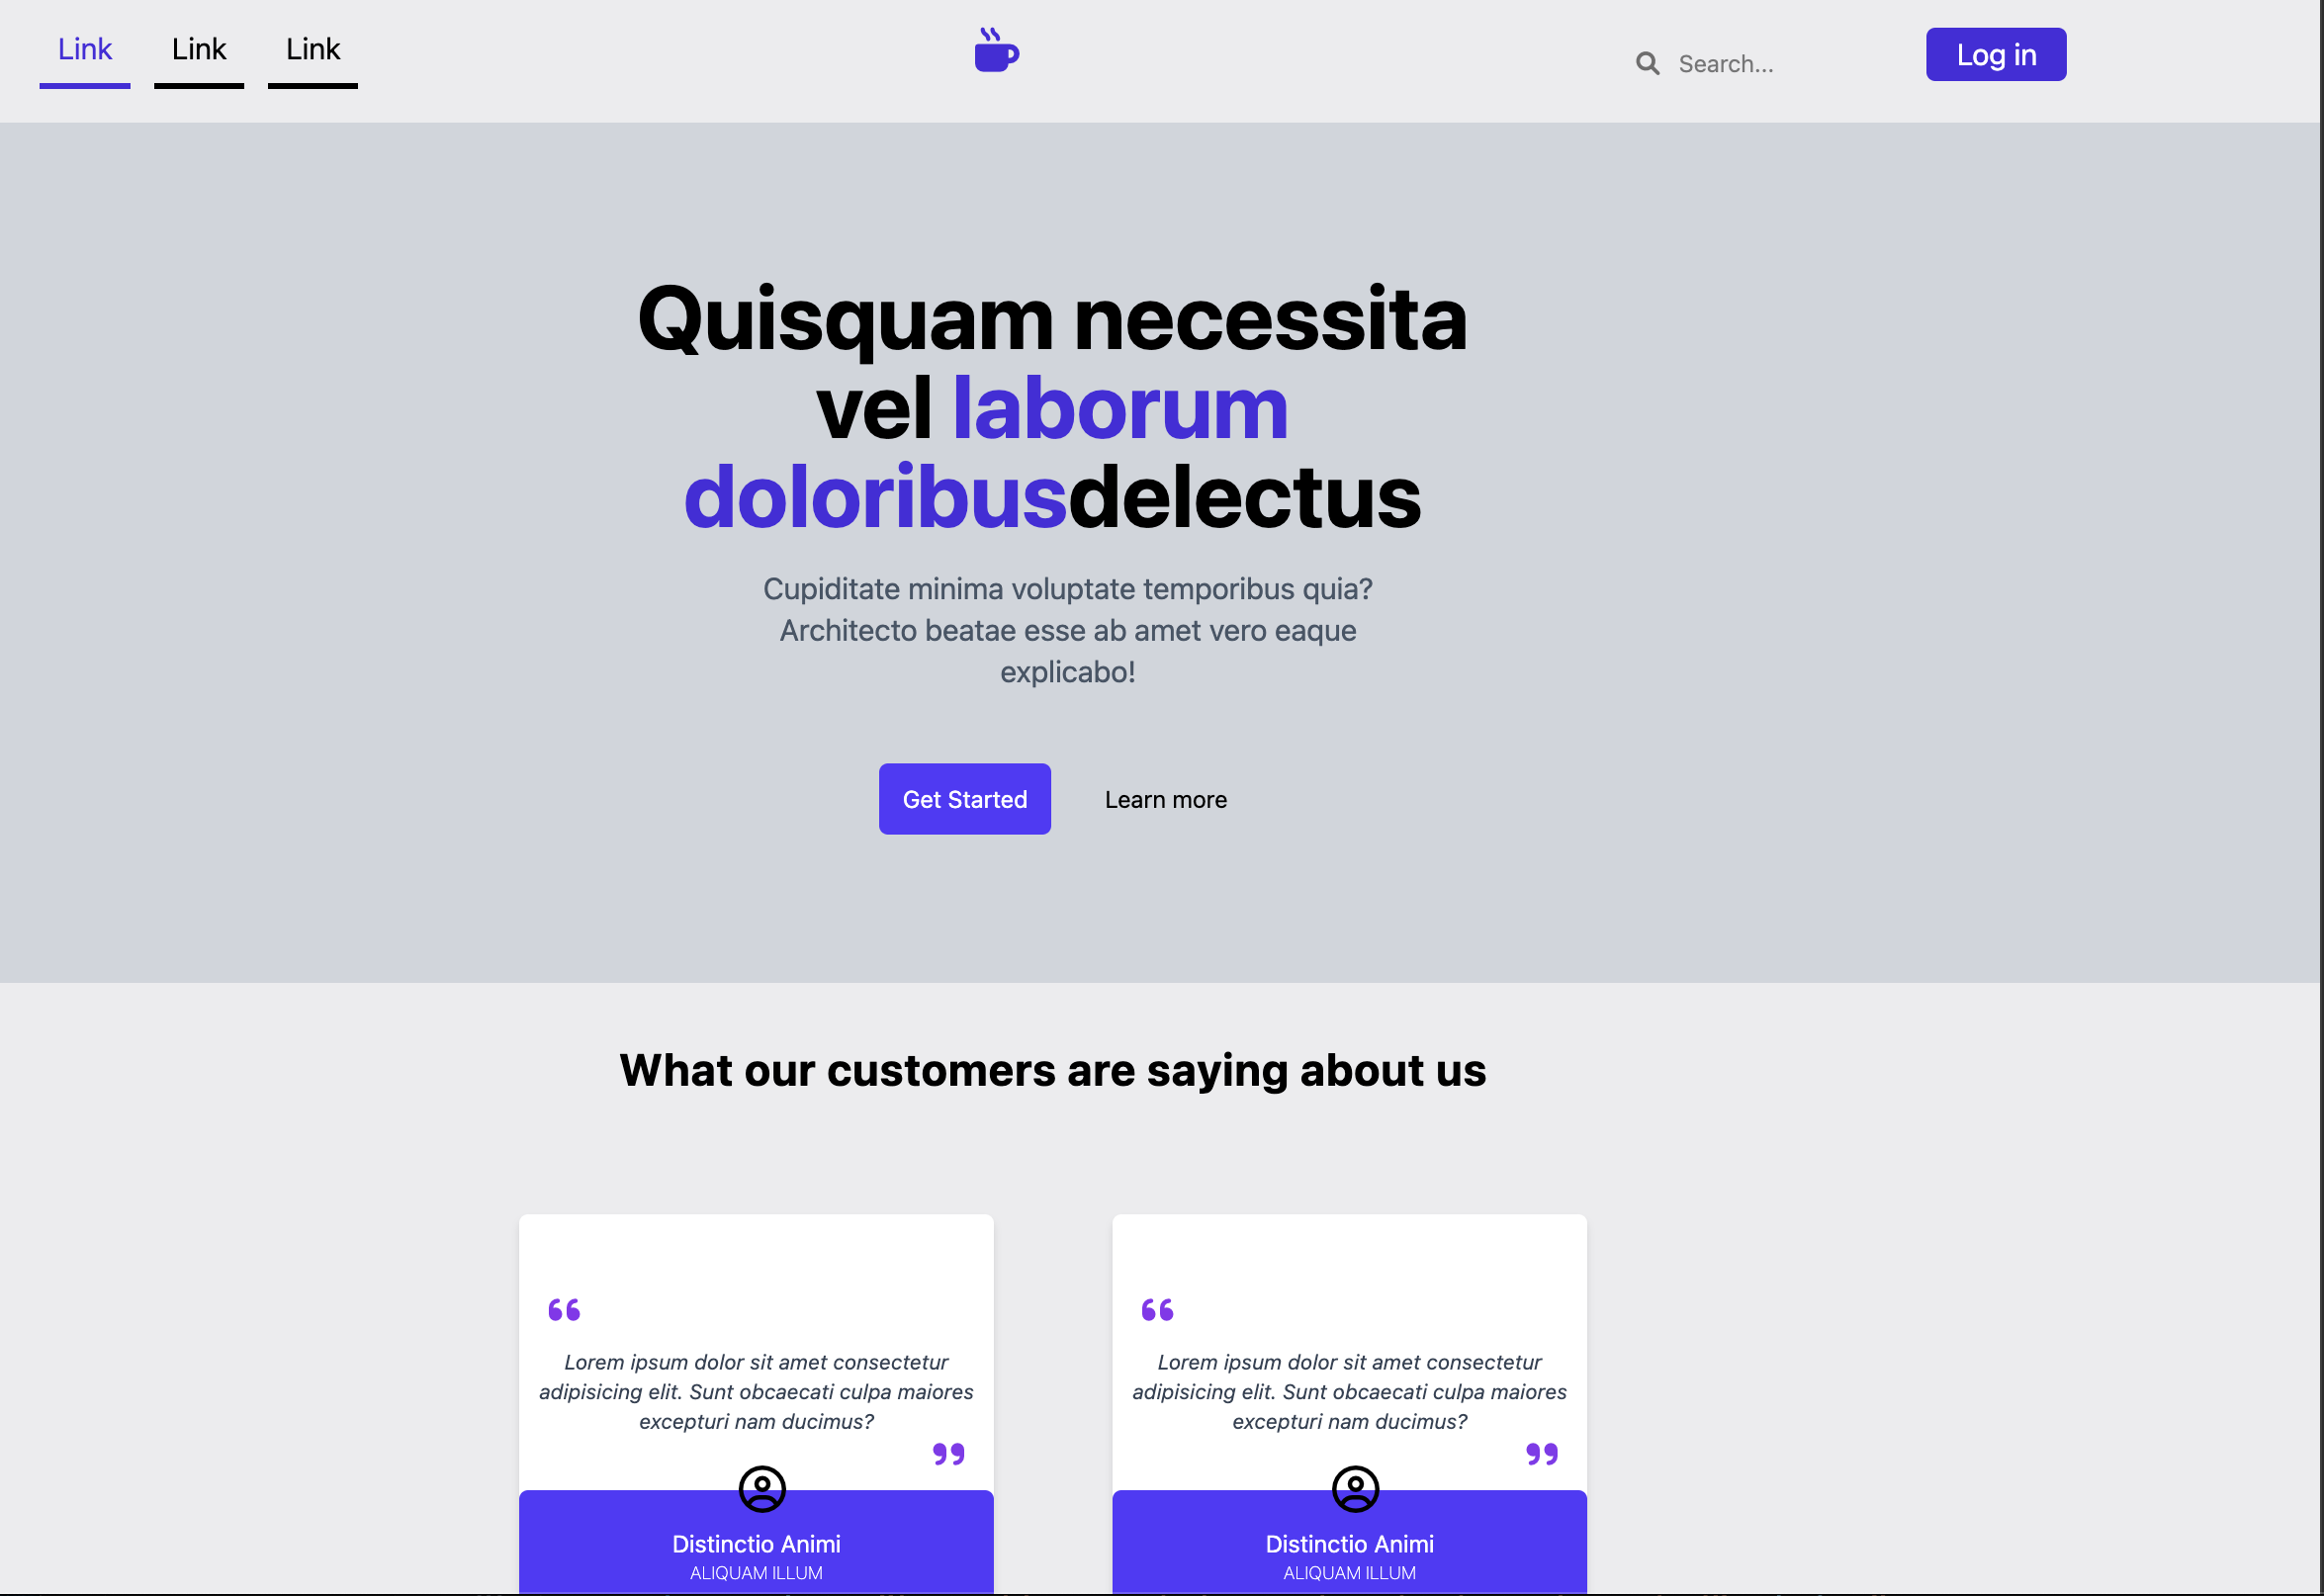 Link Link Link Search... Log in
Quisquam necessita
vel laborum
doloribusdelectus
Cupiditate minima voluptate temporibus quia?
Architecto beatae esse ab amet vero eaque
explicabo!
Get Started Learn more
What our customers are saying about us
“
Lorem ipsum dolor sit amet consectetur
adipisicing elit. Sunt obcaecati culpa maiores
excepturi nam ducimus?
”
Distinctio Animi
ALIQUAM ILLUM
“
Lorem ipsum dolor sit amet consectetur
adipisicing elit. Sunt obcaecati culpa maiores
excepturi nam ducimus?
”
Distinctio Animi
ALIQUAM ILLUM